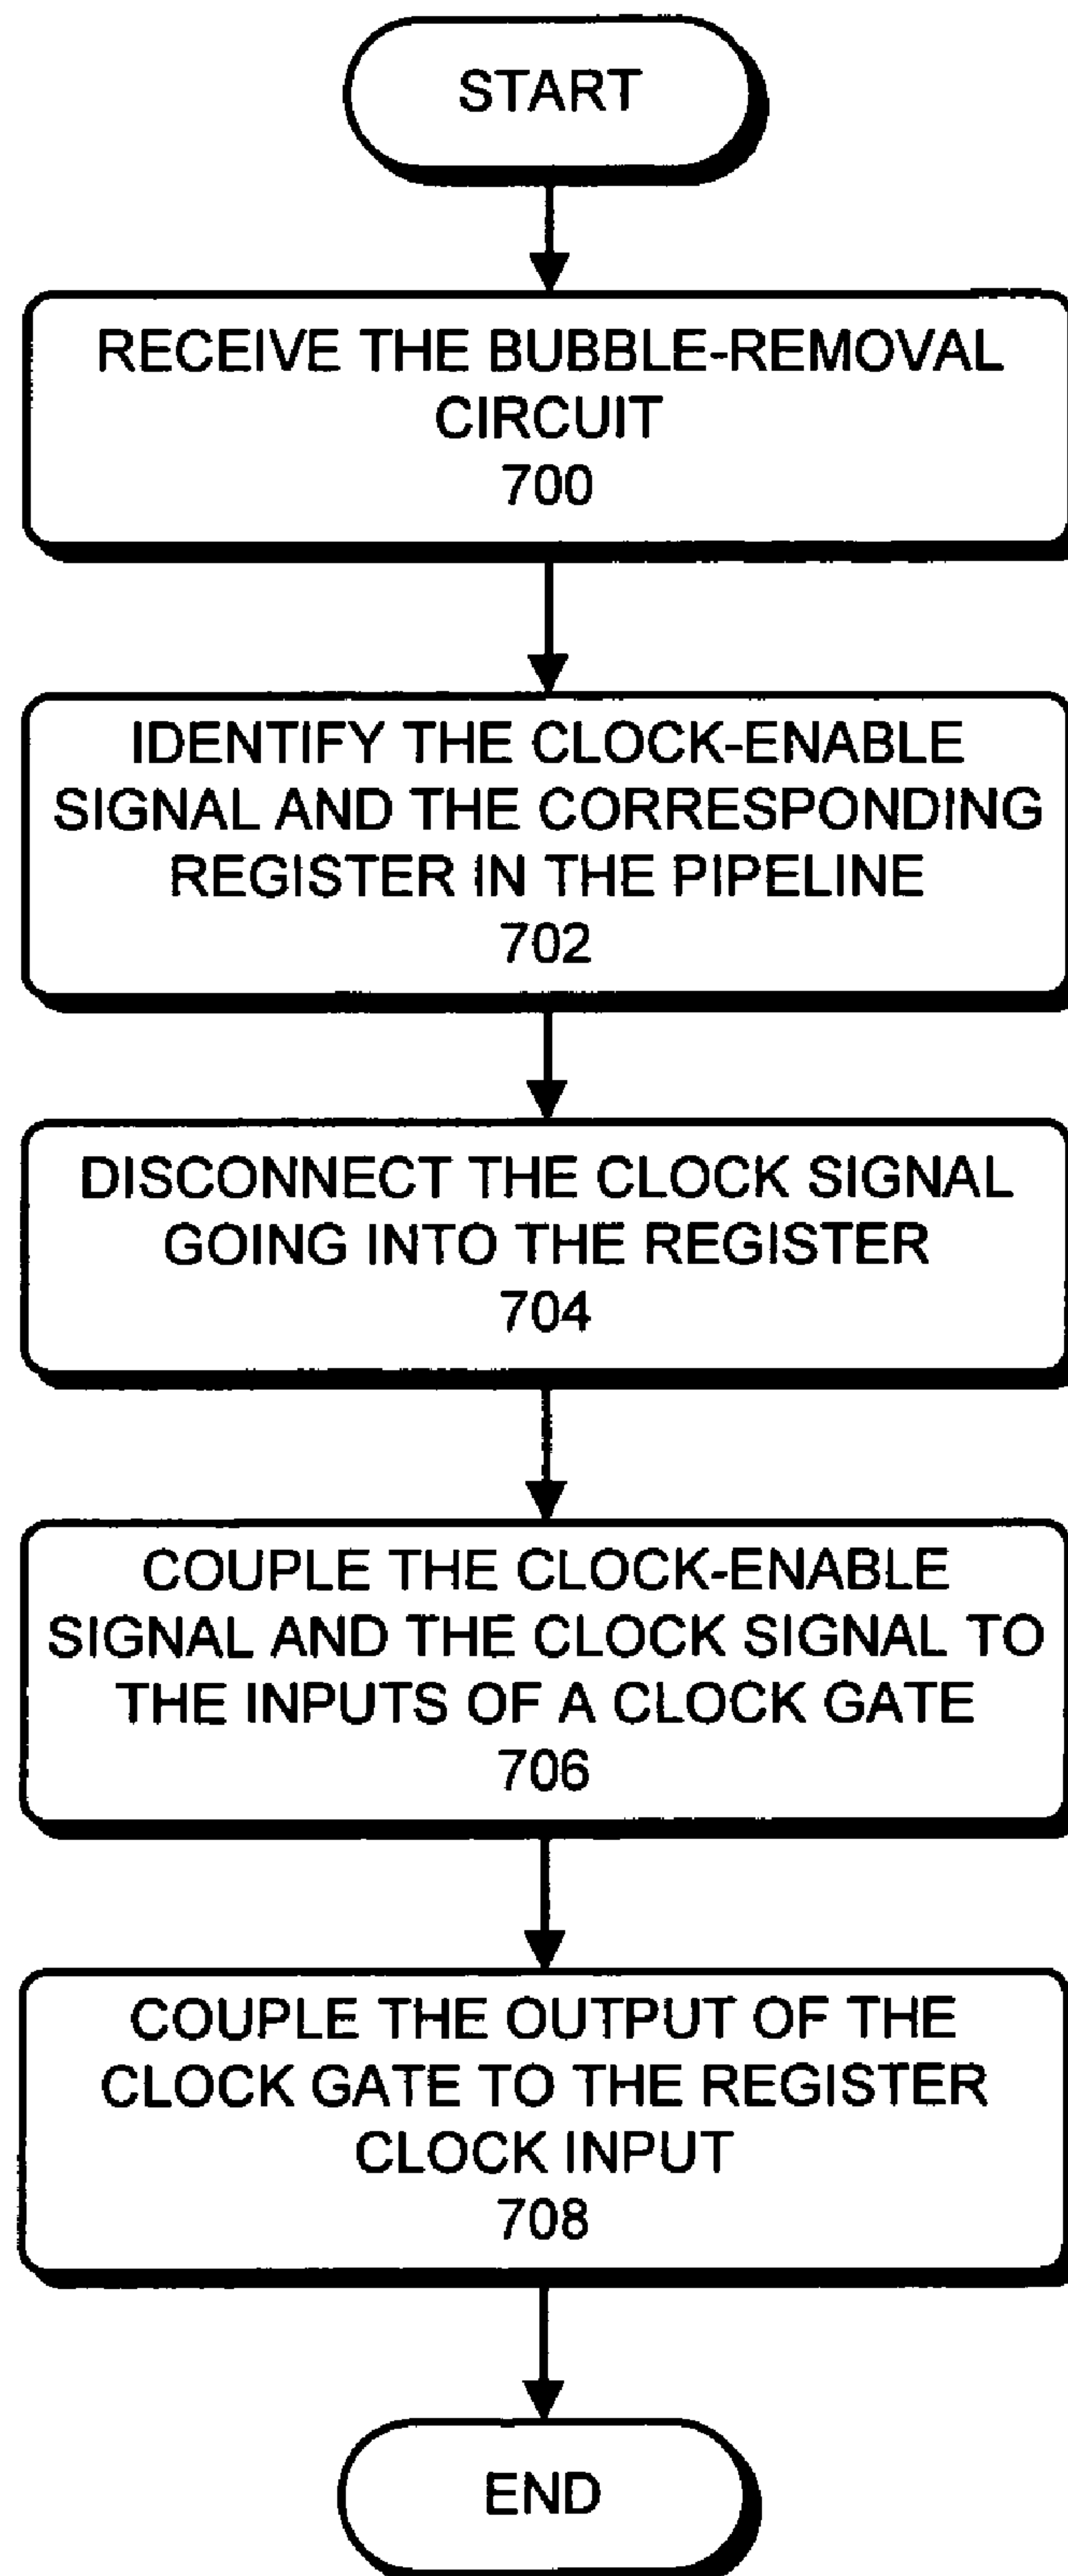 START
RECEIVE THE BUBBLE-REMOVAL
CIRCUIT
700
IDENTIFY THE CLOCK-ENABLE
SIGNAL AND THE CORRESPONDING
REGISTER IN THE PIPELINE
702
DISCONNECT THE CLOCK SIGNAL
GOING INTO THE REGISTER
704
COUPLE THE CLOCK-ENABLE
SIGNAL AND THE CLOCK SIGNAL TO
THE INPUTS OF A CLOCK GATE
706
COUPLE THE OUTPUT OF THE
CLOCK GATE TO THE REGISTER
CLOCK INPUT
708
END